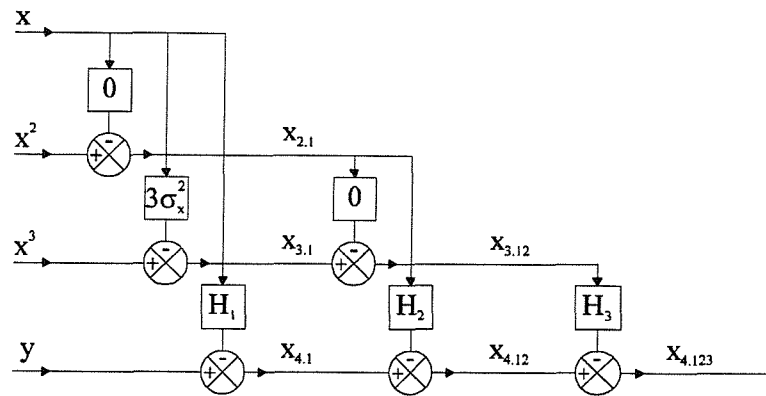 x
0
x² x₂.₁
3σₓ² 0
x³ x₃.₁ x₃.₁₂
H₁ H₂ H₃
y x₄.₁ x₄.₁₂ x₄.₁₂₃